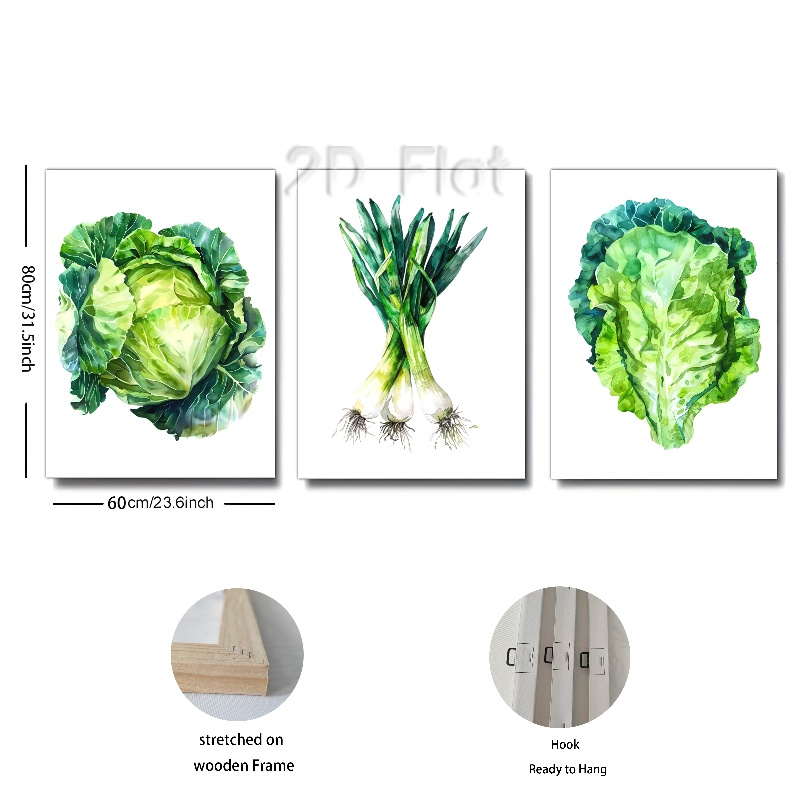 2D Flat
80cm/31.5inch
60cm/23.6inch
stretched on
wooden Frame
Hook
Ready to Hang